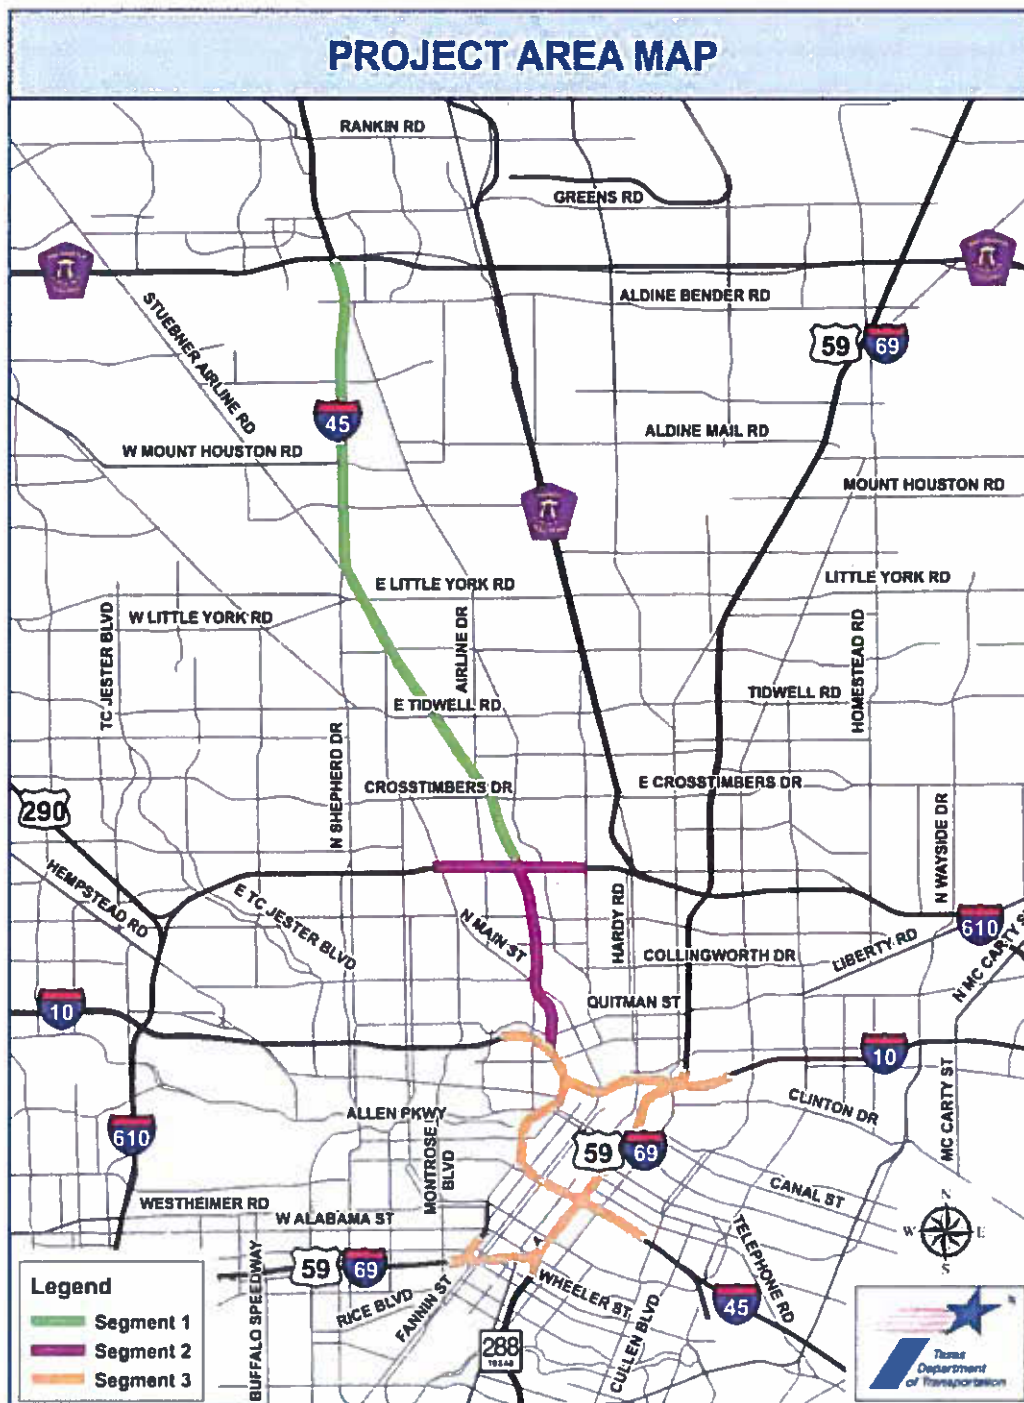 PROJECT AREA MAP
RANKIN RD
GREENS RD
ALDINE BENDER RD
STUEBNER AIRLINE RD
59
69
45
ALDINE MAIL RD
W MOUNT HOUSTON RD
MOUNT HOUSTON RD
E LITTLE YORK RD
LITTLE YORK RD
W LITTLE YORK RD
TC JESTER BLVD
AIRLINE DR
HOMESTEAD RD
TIDWELL RD
E TIDWELL RD
N SHEPHERD DR
CROSSTIMBERS DR
E CROSSTIMBERS DR
290
N WAYSIDE DR
HEMPSTEAD RD
E TC JESTER BLVD
N MAIN ST
HARDY RD
COLLINGWORTH DR
LIBERTY RD
610
N MC CARTY S
QUITMAN ST
10
10
MC CARTY ST
CLINTON DR
ALLEN PKWY
610
MONTROSE BLVD
59
69
CANAL ST
WESTHEIMER RD
W ALABAMA ST
TELEPHONE RD
N
W
E
S
59
69
BUFFALO SPEEDWAY
RICE BLVD
FANNIN ST
WHEELER ST
CULLEN BLVD
45
288
TEXAS
Legend
Segment 1
Segment 2
Segment 3
Texas
Department
of Transportation